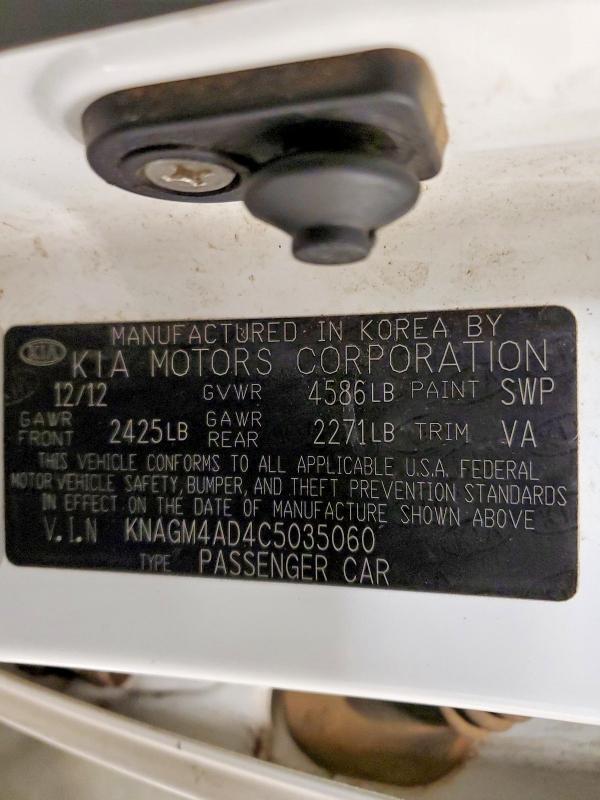 MANUFACTURED IN KOREA BY
KIA KIA MOTORS CORPORATION
12/12 GVWR 4586LB PAINT SWP
GAWR FRONT 2425LB GAWR REAR 2271LB TRIM VA
THIS VEHICLE CONFORMS TO ALL APPLICABLE U.S.A. FEDERAL
MOTOR VEHICLE SAFETY, BUMPER, AND THEFT PREVENTION STANDARDS
IN EFFECT ON THE DATE OF MANUFACTURE SHOWN ABOVE
V.I.N KNAGM4AD4C5035060
TYPE PASSENGER CAR